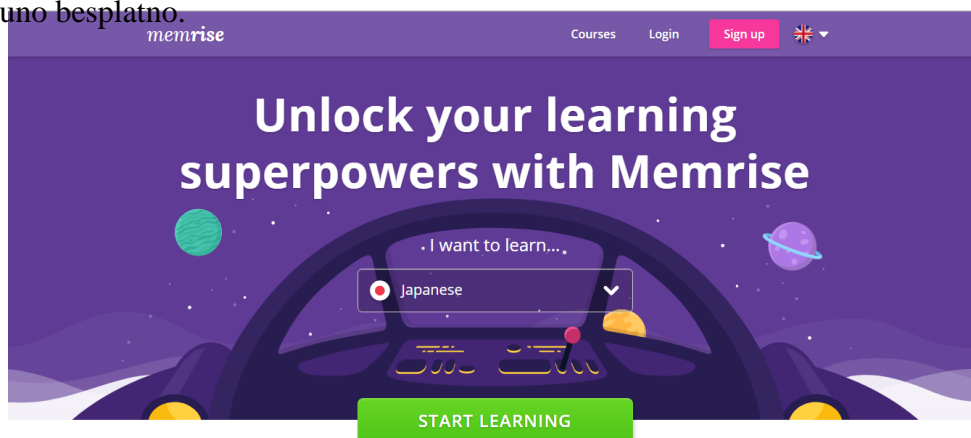 uno besplatno.
memrise
Courses Login Sign up
Unlock your learning
superpowers with Memrise
I want to learn...
Japanese
START LEARNING